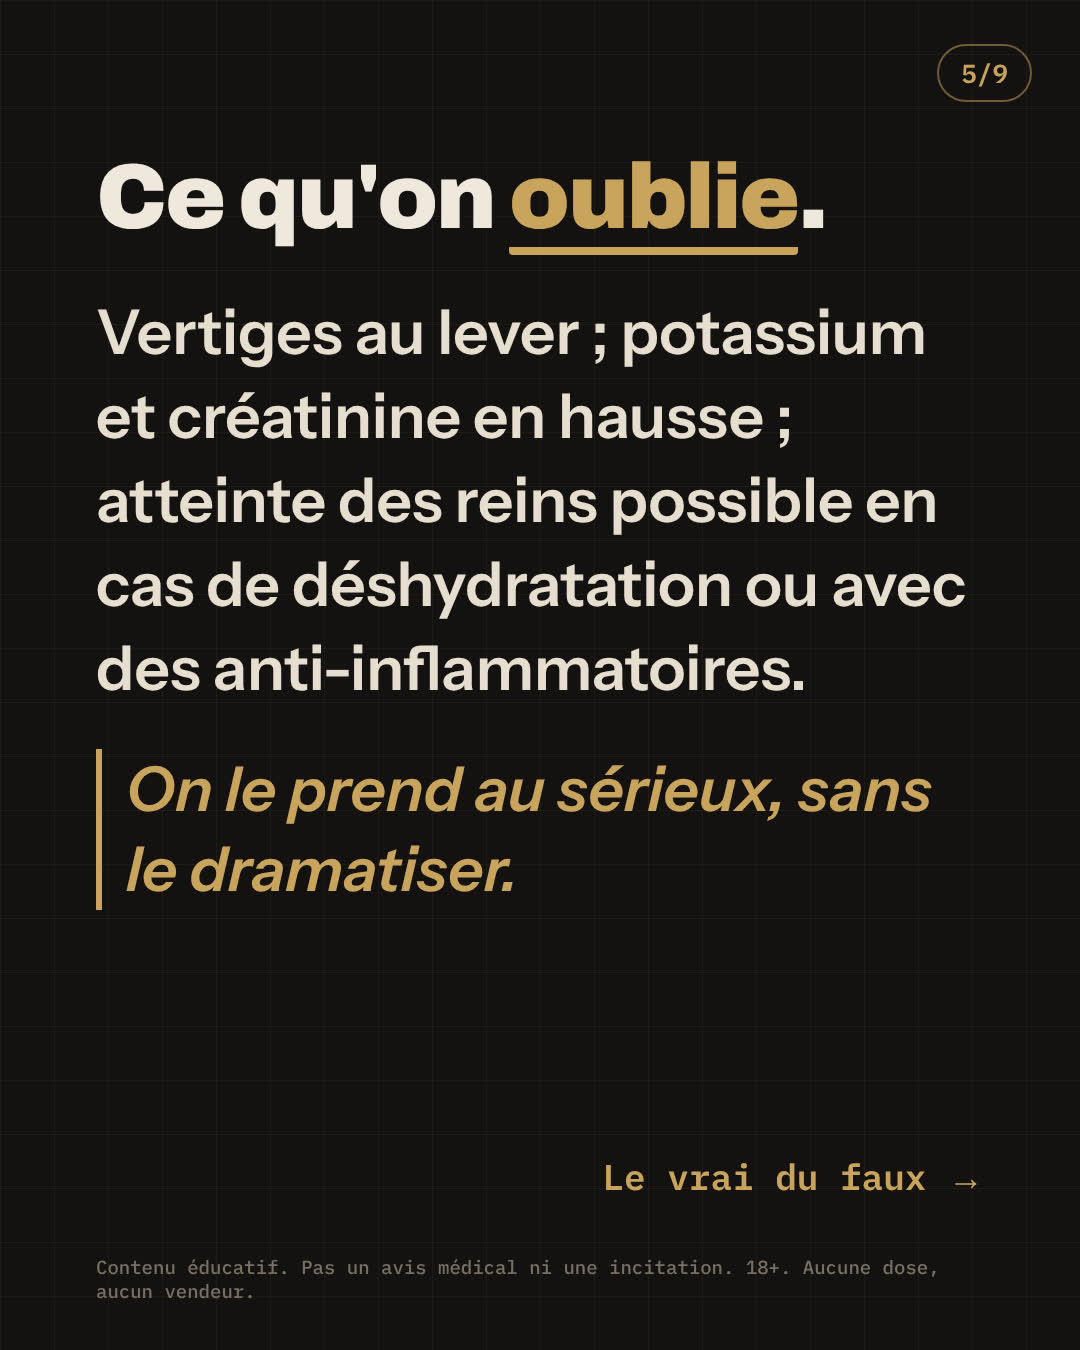 5/9
Ce qu'on oublie.
Vertiges au lever ; potassium
et créatinine en hausse ;
atteinte des reins possible en
cas de déshydratation ou avec
des anti-inflammatoires.
On le prend au sérieux, sans
le dramatiser.
Le vrai du faux →
Contenu éducatif. Pas un avis médical ni une incitation. 18+. Aucune dose,
aucun vendeur.